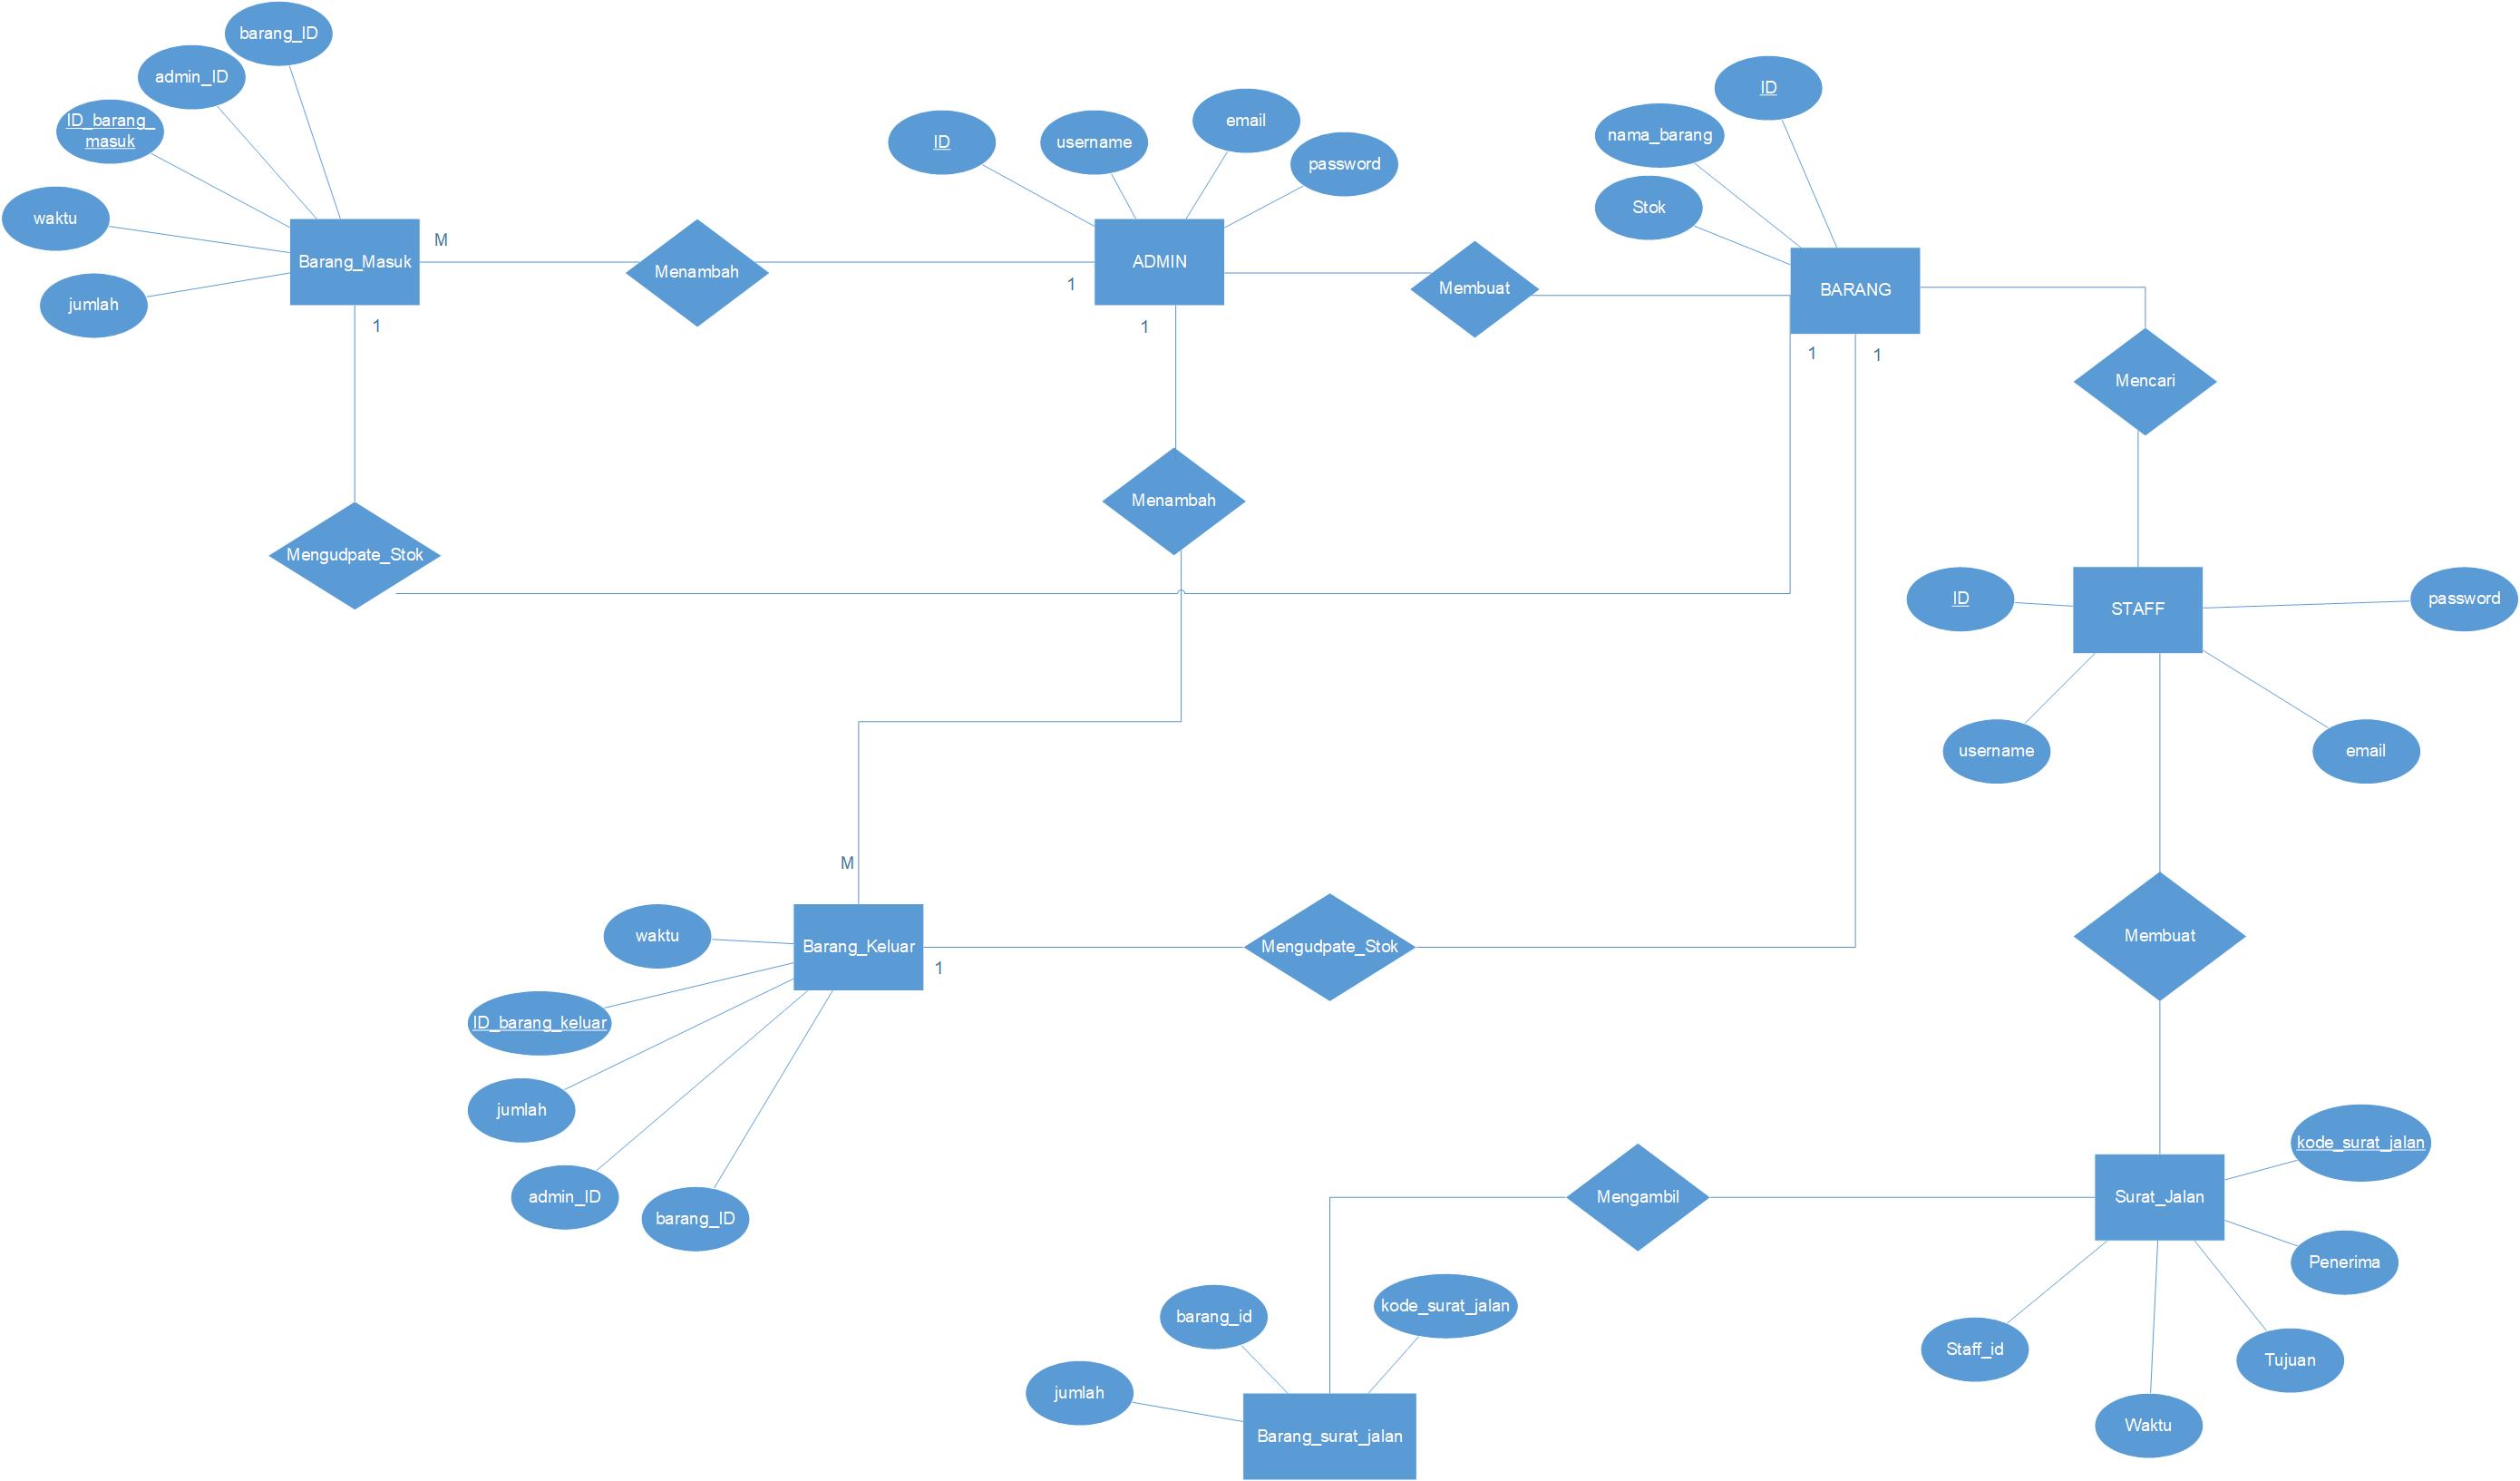 barang_ID
admin_ID
ID_barang_
masuk
waktu
jumlah
Barang_Masuk
M
1
Menambah
ID
username
email
password
ADMIN
1
1
Membuat
ID
nama_barang
Stok
BARANG
1
1
Mencari
Mengudpate_Stok
Menambah
ID
STAFF
password
username
email
M
waktu
Barang_Keluar
1
Mengudpate_Stok
Membuat
ID_barang_keluar
jumlah
admin_ID
barang_ID
Mengambil
Surat_Jalan
kode_surat_jalan
Penerima
Staff_id
Tujuan
Waktu
barang_id
kode_surat_jalan
jumlah
Barang_surat_jalan